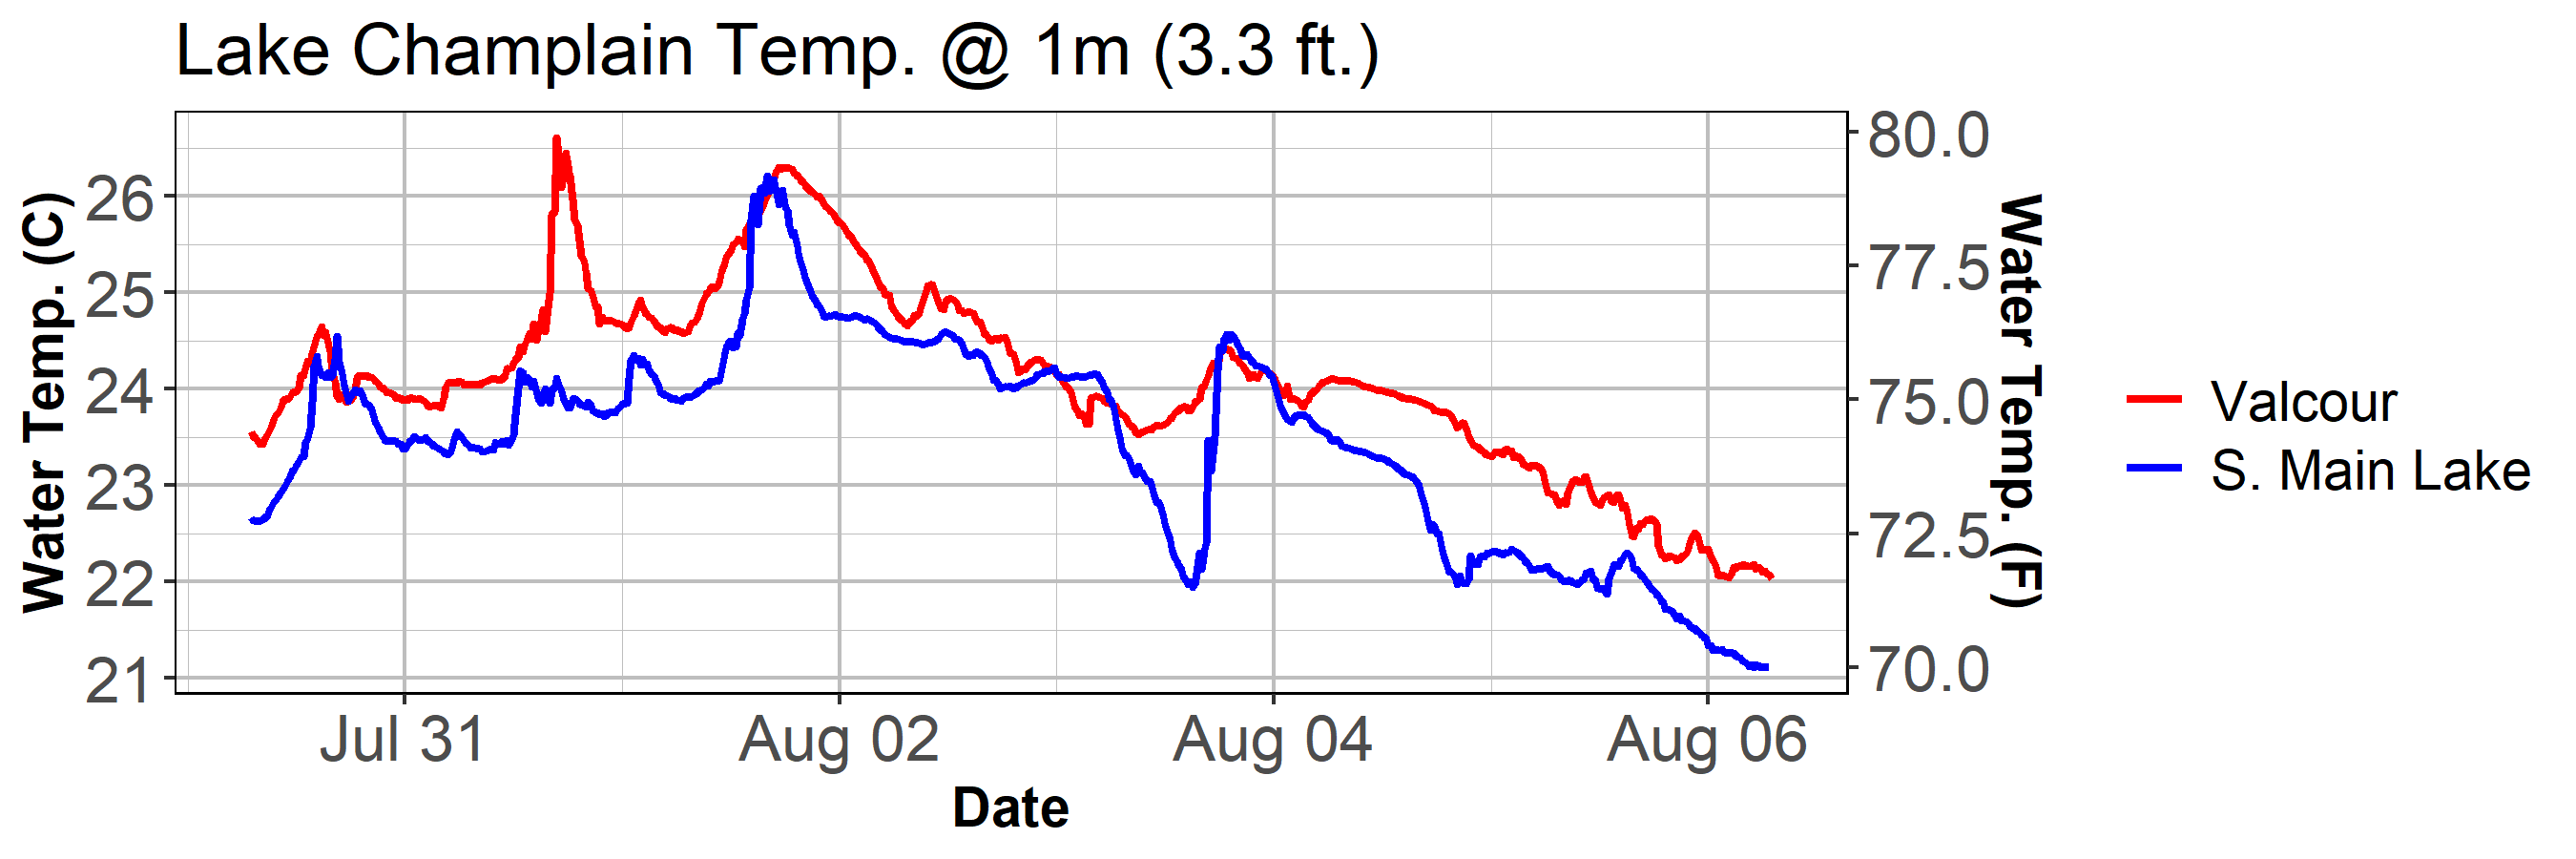 Lake Champlain Temp. @ 1m (3.3 ft.)
Water Temp. (C)
26
25
24
23
22
21
80.0
77.5
75.0
72.5
70.0
Water Temp. (F)
Jul 31 Aug 02 Aug 04 Aug 06
Date
Valcour
S. Main Lake